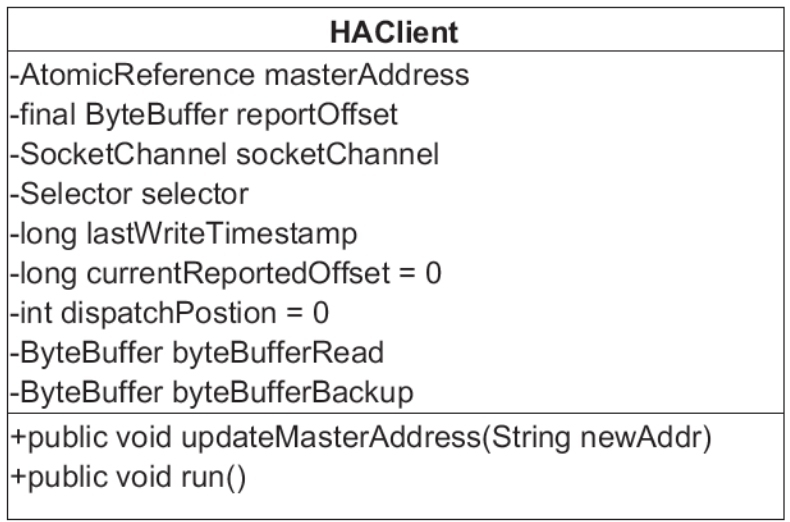 HAClient
-AtomicReference masterAddress
-final ByteBuffer reportOffset
-SocketChannel socketChannel
-Selector selector
-long lastWriteTimestamp
-long currentReportedOffset = 0
-int dispatchPostion = 0
-ByteBuffer byteBufferRead
-ByteBuffer byteBufferBackup
+public void updateMasterAddress(String newAddr)
+public void run()